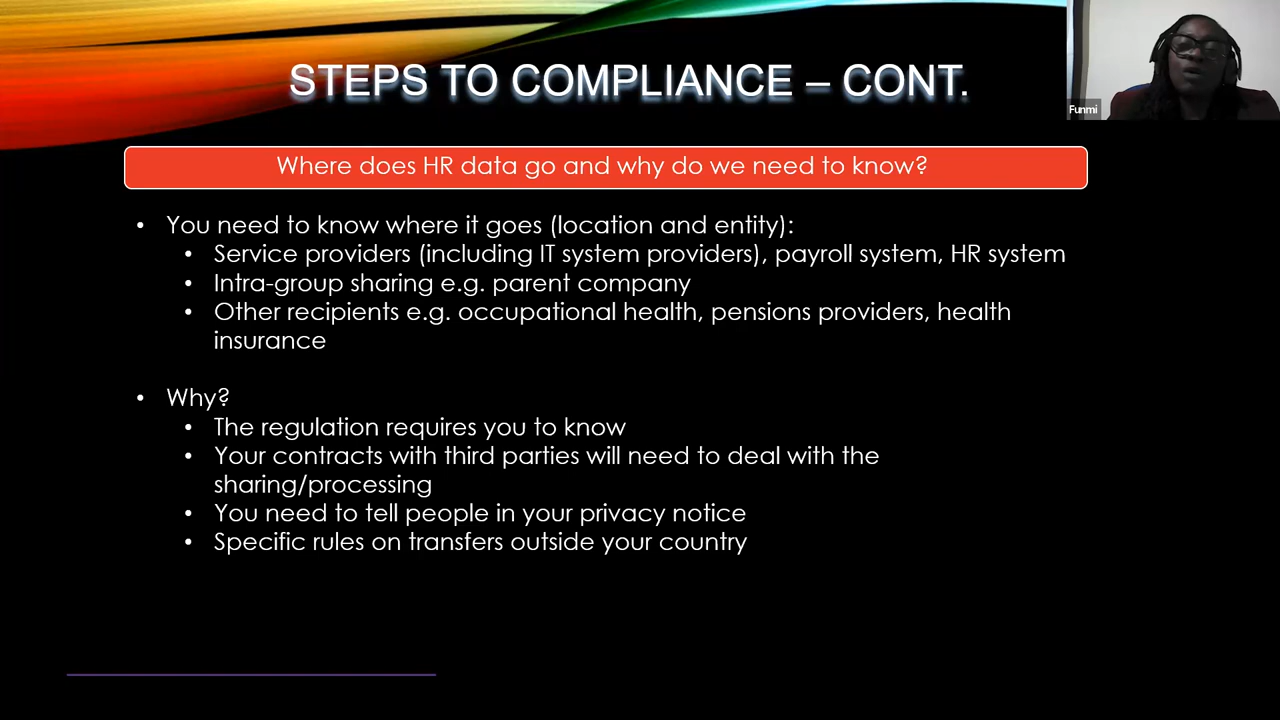 STEPS TO COMPLIANCE – CONT.
Funmi
Where does HR data go and why do we need to know?
• You need to know where it goes (location and entity):
• Service providers (including IT system providers), payroll system, HR system
• Intra-group sharing e.g. parent company
• Other recipients e.g. occupational health, pensions providers, health
insurance
• Why?
• The regulation requires you to know
• Your contracts with third parties will need to deal with the
sharing/processing
• You need to tell people in your privacy notice
• Specific rules on transfers outside your country